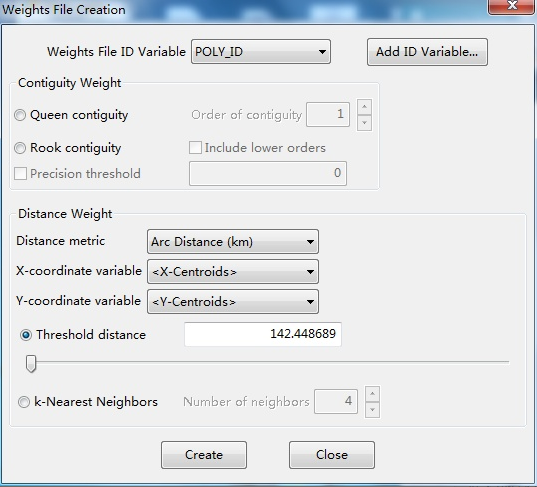 Weights File Creation
Weights File ID Variable POLY_ID Add ID Variable...
Contiguity Weight
Queen contiguity Order of contiguity 1
Rook contiguity Include lower orders
Precision threshold 0
Distance Weight
Distance metric Arc Distance (km)
X-coordinate variable <X-Centroids>
Y-coordinate variable <Y-Centroids>
Threshold distance 142.448689
k-Nearest Neighbors Number of neighbors 4
Create Close